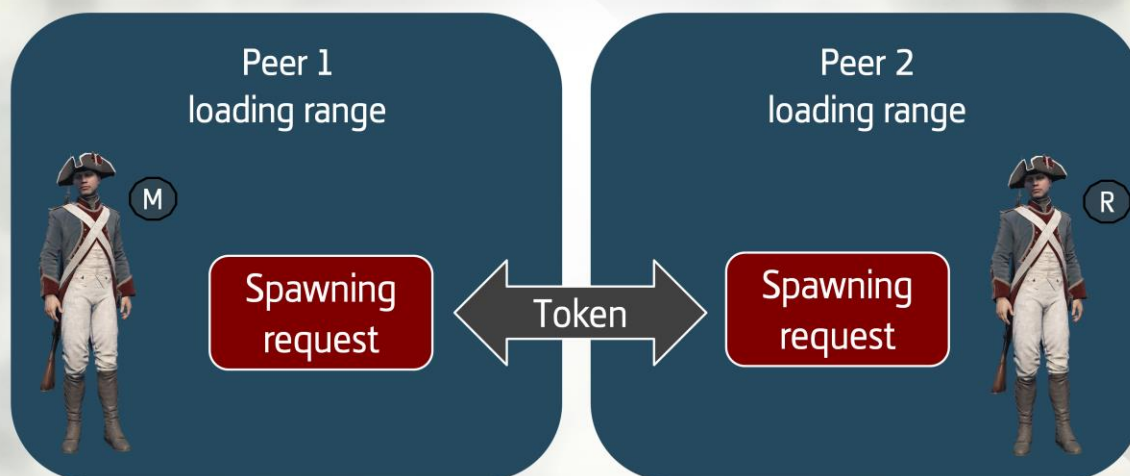 Peer 1
loading range
M
Spawning
request
Token
Peer 2
loading range
R
Spawning
request